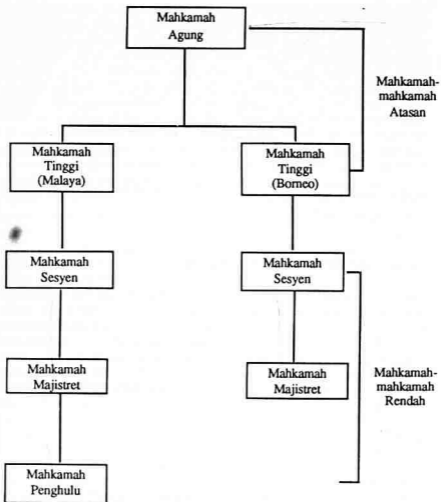 Mahkamah
Agung
Mahkamah-
mahkamah
Atasan
Mahkamah
Tinggi
(Malaya)
Mahkamah
Tinggi
(Borneo)
Mahkamah
Sesyen
Mahkamah
Sesyen
Mahkamah
Majistret
Mahkamah
Majistret
Mahkamah-
mahkamah
Rendah
Mahkamah
Penghulu